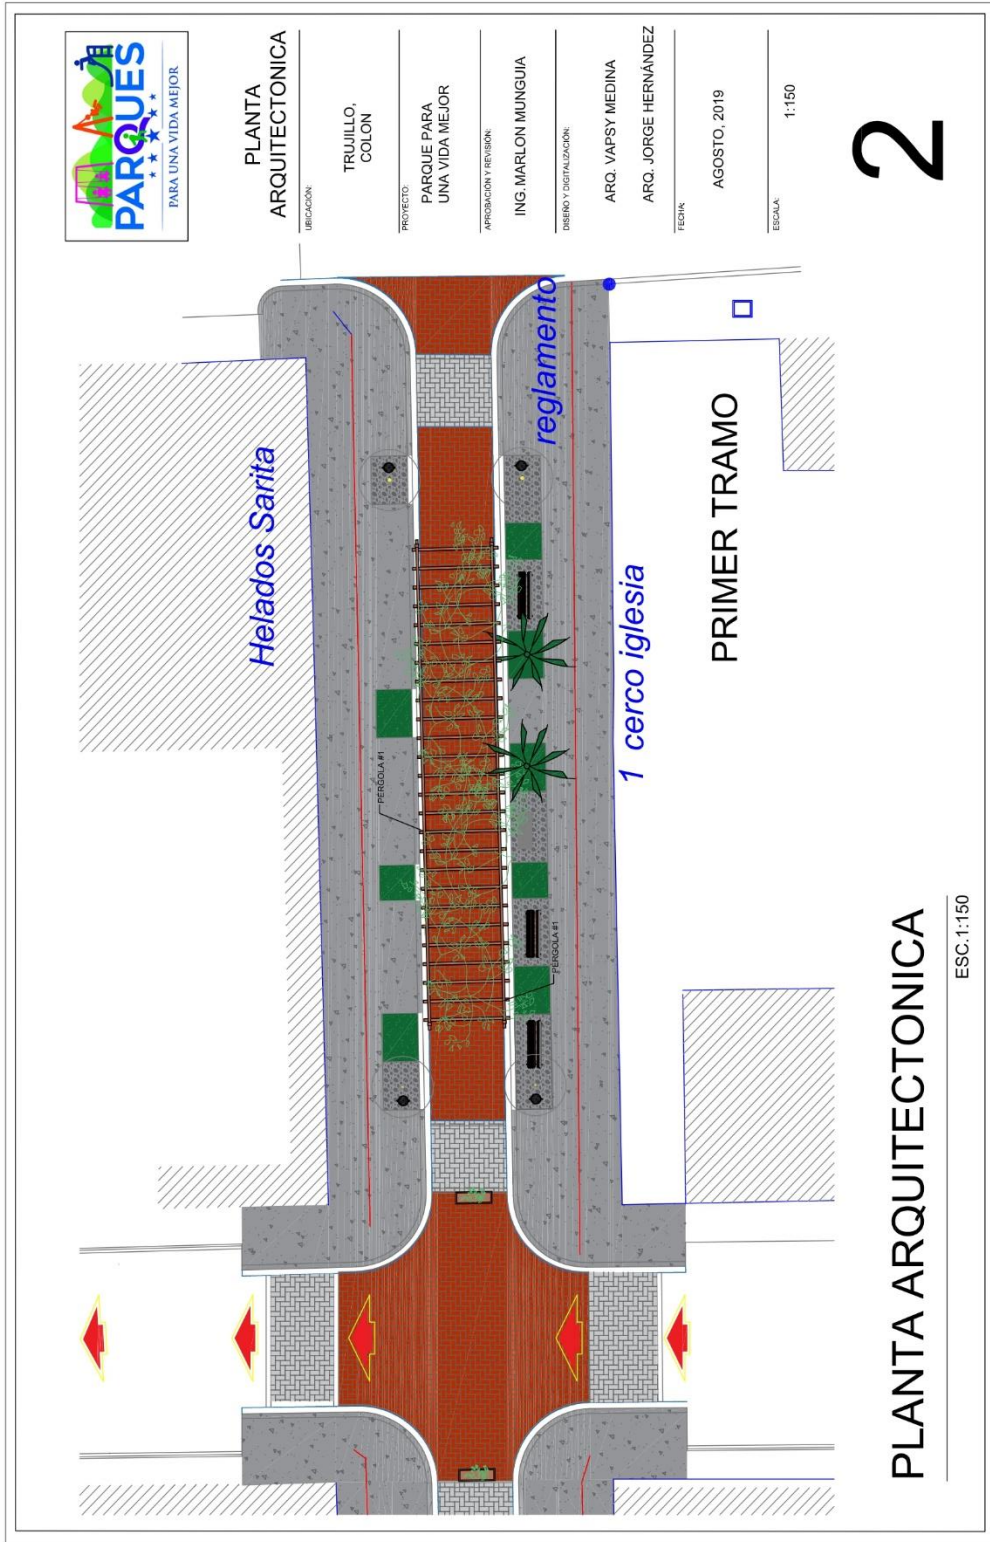 PARQUES
PARA UNA VIDA MEJOR
PLANTA
ARQUITECTONICA
UBICACIÓN:
TRUJILLO,
COLON
PROYECTO:
PARQUE PARA
UNA VIDA MEJOR
APROBACIÓN Y REVISIÓN:
ING. MARLON MUNGUIA
DISEÑO Y DIGITALIZACIÓN:
ARQ. VAPSY MEDINA
ARQ. JORGE HERNÁNDEZ
FECHA:
AGOSTO, 2019
ESCALA:
1:150
2
Helados Sarita
reglamento
PERGOLA #1
PERGOLA #1
1 cerco iglesia
PRIMER TRAMO
PLANTA ARQUITECTONICA
ESC.1:150